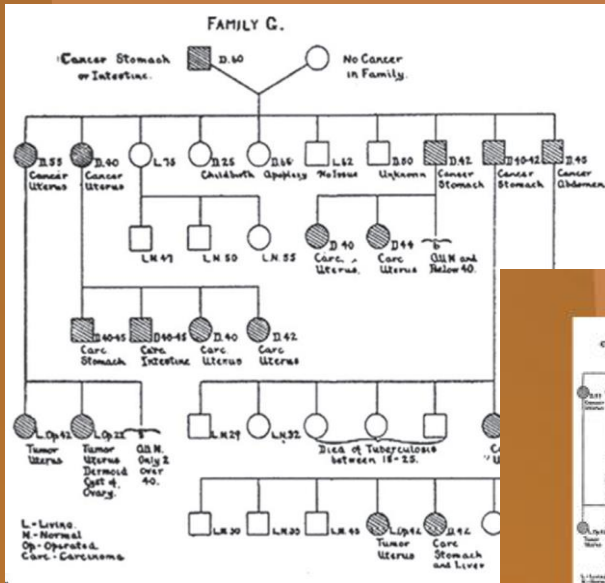 FAMILY G.
Cancer Stomach
or Intestine.
D.60
No Cancer
in Family.
D.55
Cancer
Uterus
D.40
Cancer
Uterus
L.75
D.25
Childbirth
Apoplexy
L.62
No Issue
D.50
Unknown
D.42
Cancer
Stomach
D 40-42
Cancer
Stomach
D.45
Cancer
Abdomen
L.N.47
L.N.50
L.N.55
D 40
Carc.
Uterus.
D 44
Carc
Uterus
All N and
Below 40.
D 40-45
Carc
Stomach
D 40-45
Carc
Intestine
D.40
Carc
Uterus
D.42
Carc
Uterus
L.Op 42
Tumor
Uterus
L.Op 22
Tumor
Uterus
Dermoid
Cyst of
Ovary.
All N.
Only 2
over
40.
L.N 29
L.N.32
Died of Tuberculosis
between 18-25.
L.N 30
L.N 35
L.N 45
L.Op 42
Tumor
Uterus
D.42
Carc
Stomach
and Liver
L-Living.
N-Normal
Op-Operated
Carc-Carcinoma